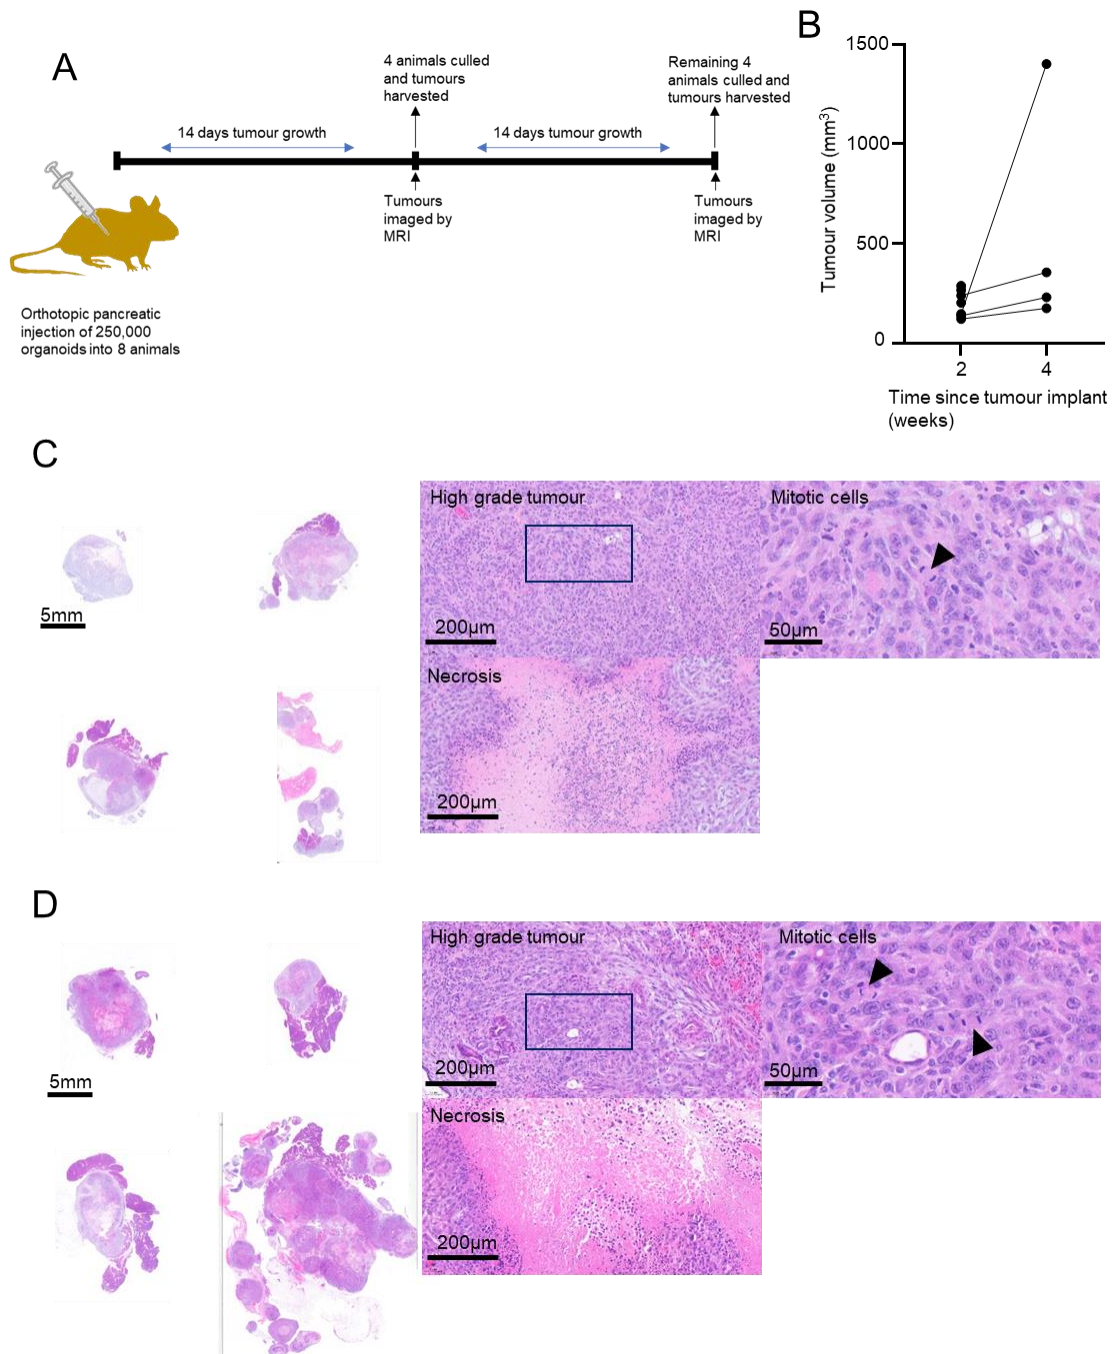 A
4 animals culled
and tumours
harvested
Remaining 4
animals culled and
tumours harvested
14 days tumour growth
14 days tumour growth
Tumours
imaged by
MRI
Tumours
imaged by
MRI
Orthotopic pancreatic
injection of 250,000
organoids into 8 animals
B
1500
1000
500
0
Tumour volume (mm³)
2
4
Time since tumour implant
(weeks)
C
5mm
High grade tumour
200µm
Mitotic cells
50µm
Necrosis
200µm
D
5mm
High grade tumour
200µm
Mitotic cells
50µm
Necrosis
200µm